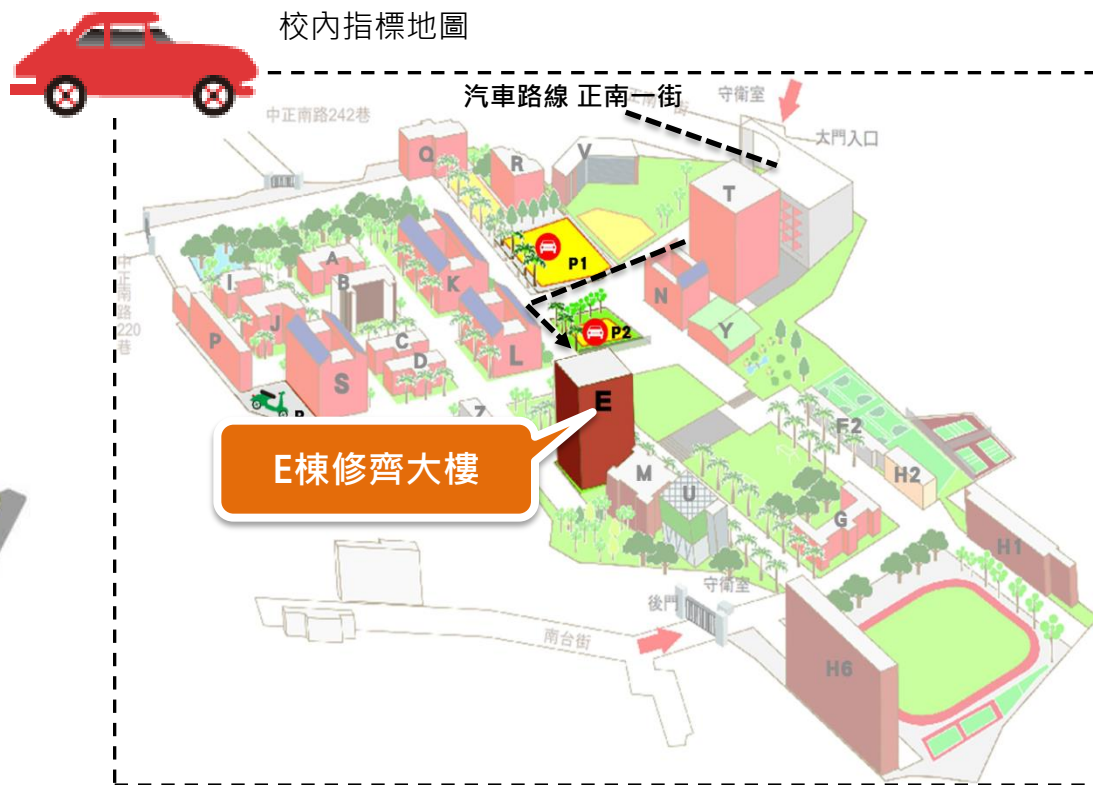 校內指標地圖
汽車路線 正南一街
守衛室
中正南路242巷
大門入口
Q
R
V
T
P1
A
I
B
K
N
中正南路220巷
J
P2
Y
P
C
L
D
S
E
Z
F2
E棟修齊大樓
M
H2
U
G
H1
守衛室
後門
南台街
H6